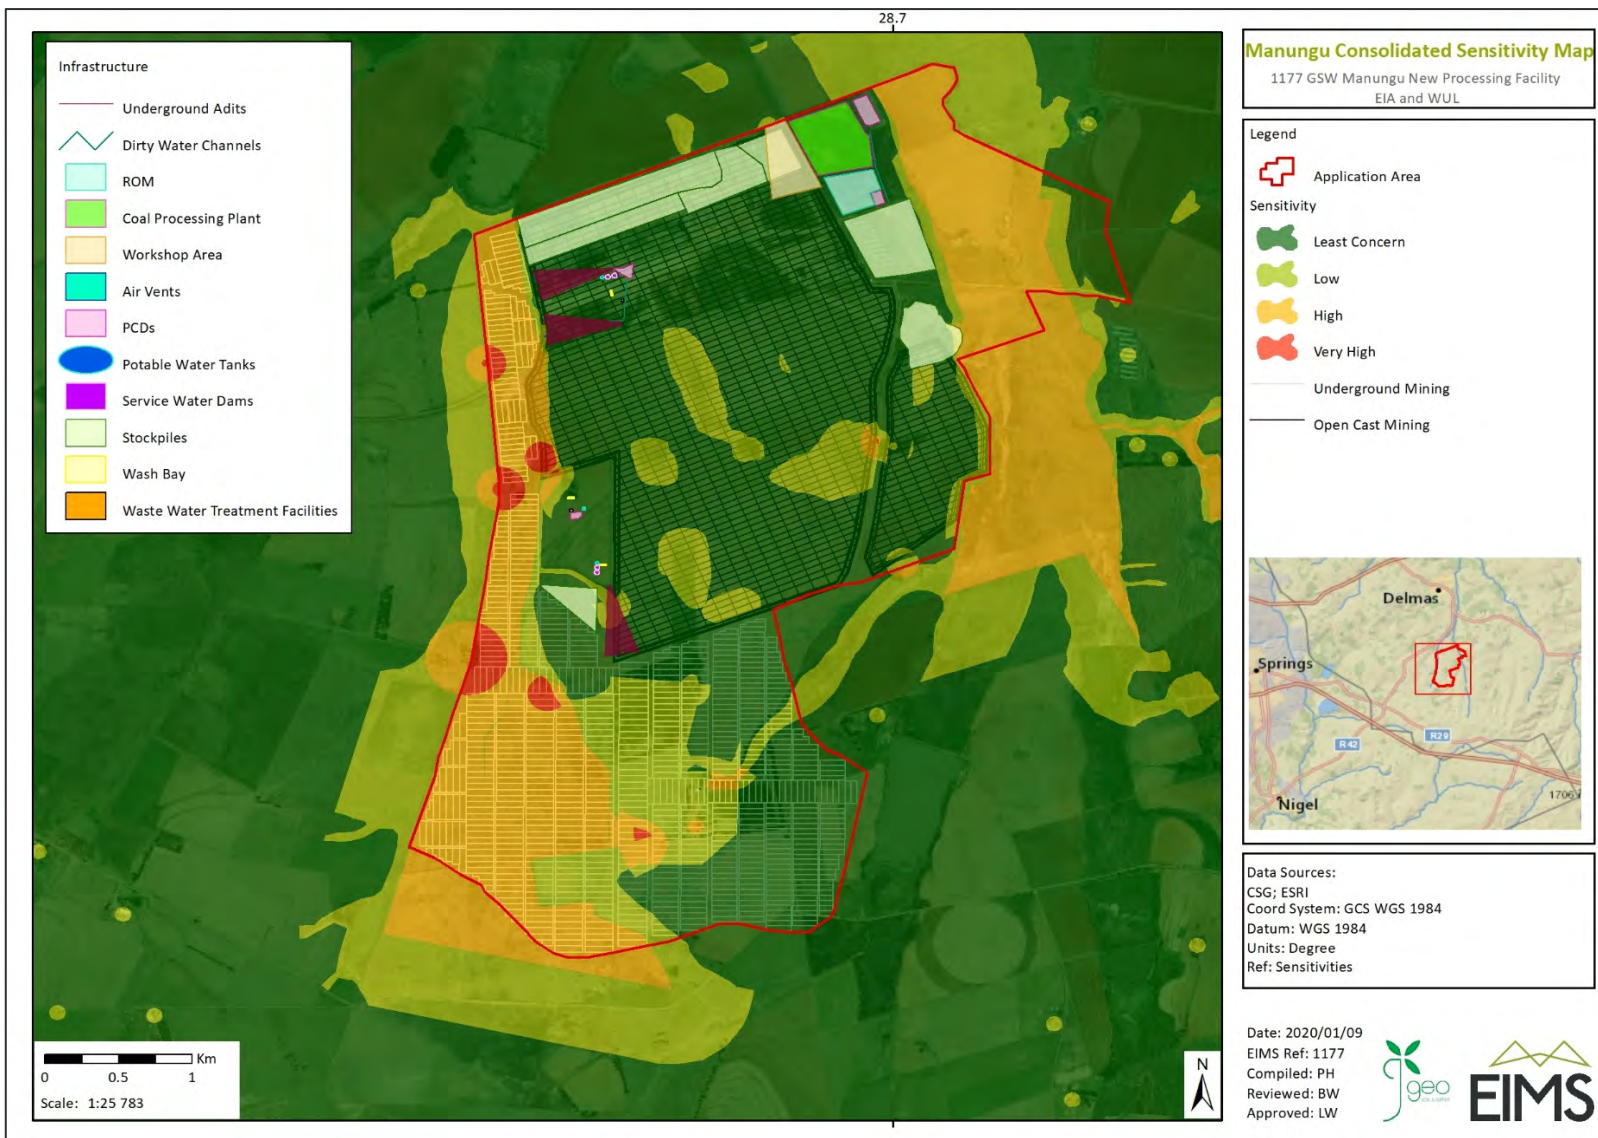 28.7
Infrastructure
Underground Adits
Dirty Water Channels
ROM
Coal Processing Plant
Workshop Area
Air Vents
PCDs
Potable Water Tanks
Service Water Dams
Stockpiles
Wash Bay
Waste Water Treatment Facilities
Km
0 0.5 1
Scale: 1:25 783
N
Manungu Consolidated Sensitivity Map
1177 GSW Manungu New Processing Facility
EIA and WUL
Legend
Application Area
Sensitivity
Least Concern
Low
High
Very High
Underground Mining
Open Cast Mining
Delmas
Springs
R29
R42
Nigel
Data Sources:
CSG; ESRI
Coord System: GCS WGS 1984
Datum: WGS 1984
Units: Degree
Ref: Sensitivities
Date: 2020/01/09
EIMS Ref: 1177
Compiled: PH
Reviewed: BW
Approved: LW
geo
EIMS